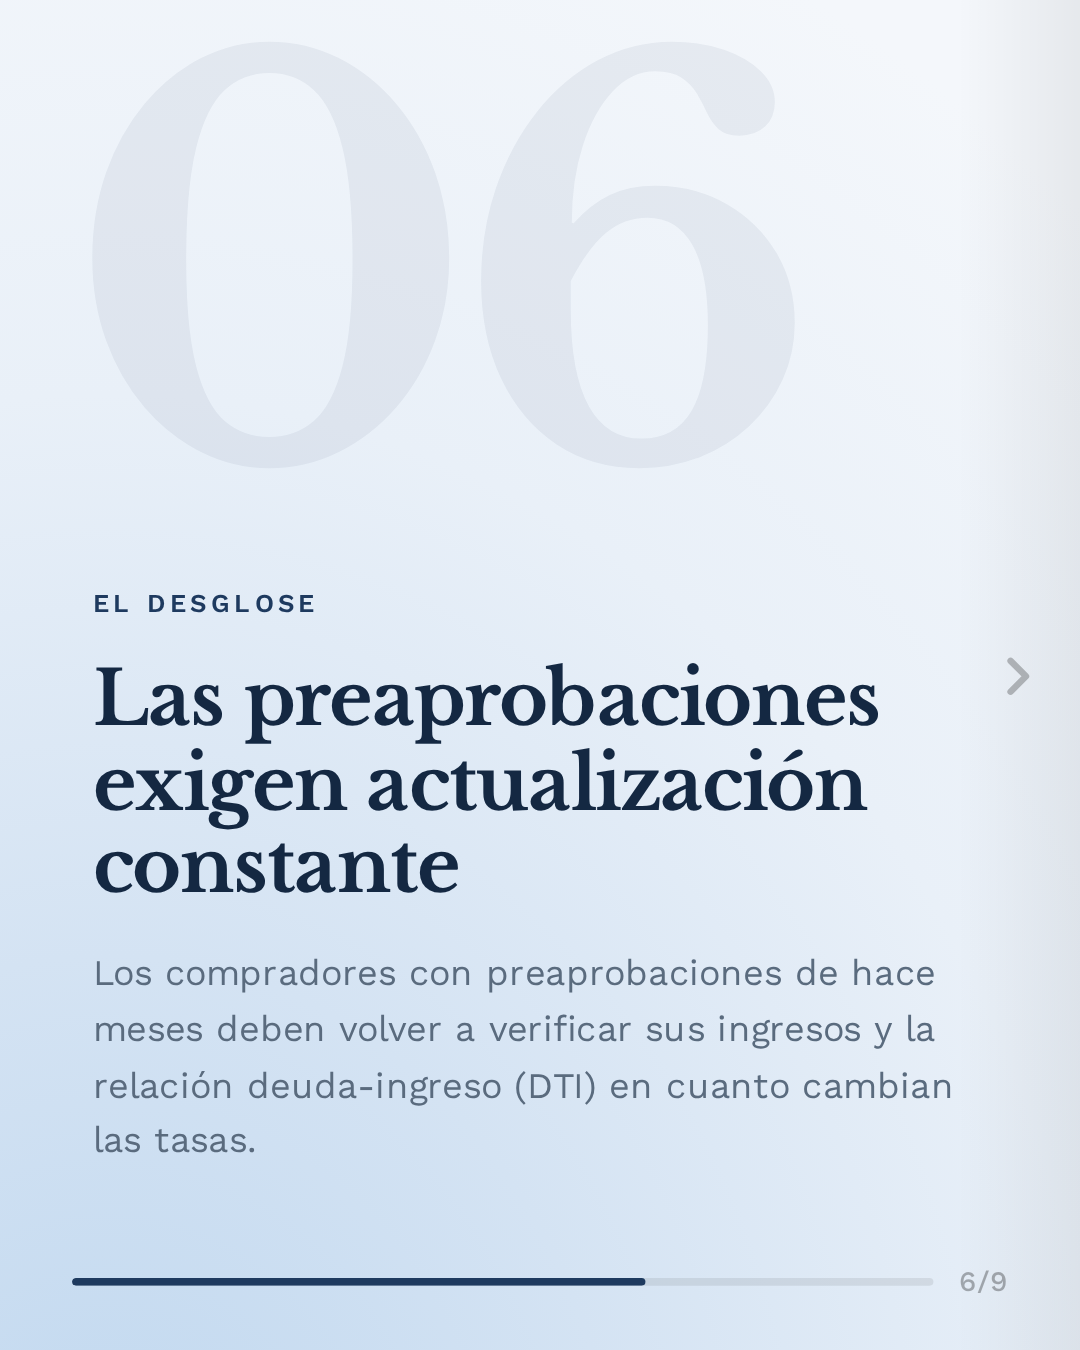 06
EL DESGLOSE
Las preaprobaciones
exigen actualización
constante
Los compradores con preaprobaciones de hace
meses deben volver a verificar sus ingresos y la
relación deuda-ingreso (DTI) en cuanto cambian
las tasas.
6/9